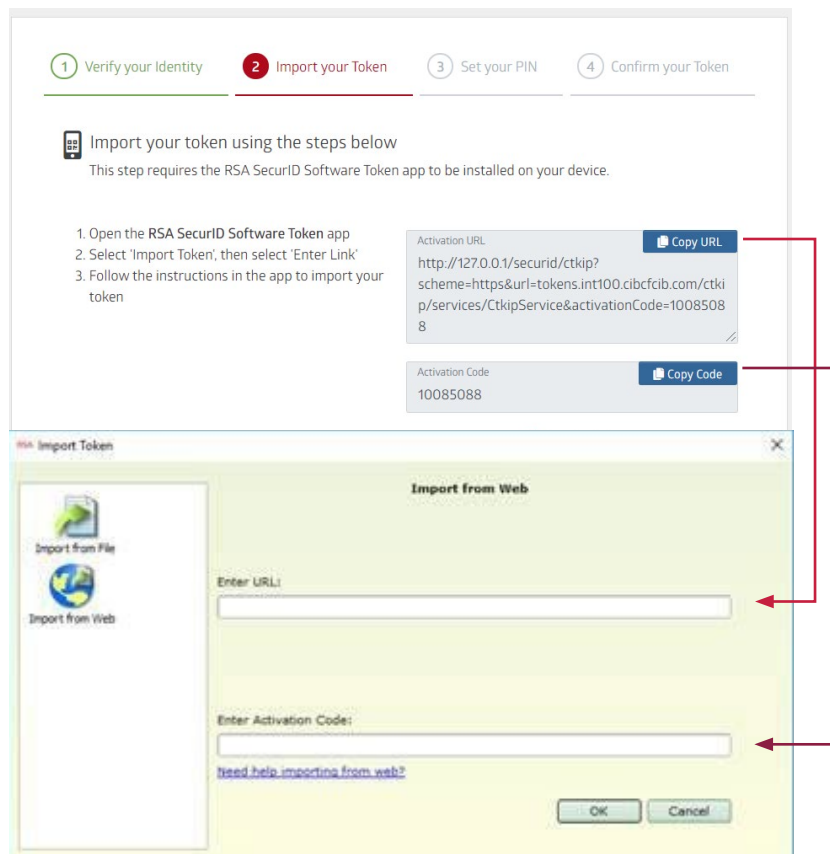 1 Verify your Identity 2 Import your Token 3 Set your PIN 4 Confirm your Token
Import your token using the steps below
This step requires the RSA SecurID Software Token app to be installed on your device.
1. Open the RSA SecurID Software Token app
2. Select 'Import Token', then select 'Enter Link'
3. Follow the instructions in the app to import your
token
Activation URL
Copy URL
http://127.0.0.1/securid/ctkip?
scheme=https&url=tokens.int100.cibcfcib.com/ctki
p/services/CtkipService&activationCode=1008508
8
Activation Code
Copy Code
10085088
RSA Import Token
Import from File
Import from Web
Import from Web
Enter URL:
Enter Activation Code:
Need help importing from web?
OK Cancel